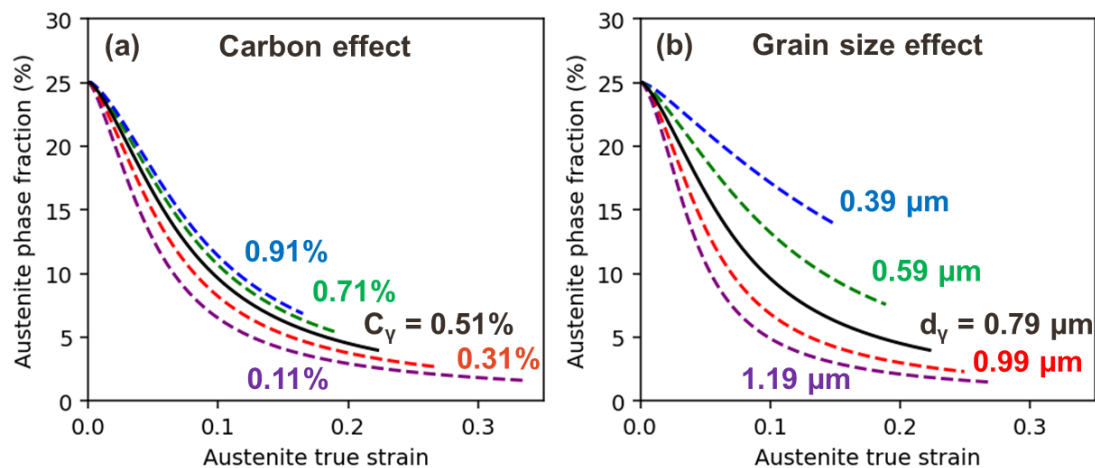 (a) Carbon effect
Austenite phase fraction (%)
30
25
20
15
10
5
0
0.91%
0.71%
Cγ = 0.51%
0.31%
0.11%
0.0 0.1 0.2 0.3
Austenite true strain
(b) Grain size effect
Austenite phase fraction (%)
30
25
20
15
10
5
0
0.39 µm
0.59 µm
dγ = 0.79 µm
0.99 µm
1.19 µm
0.0 0.1 0.2 0.3
Austenite true strain